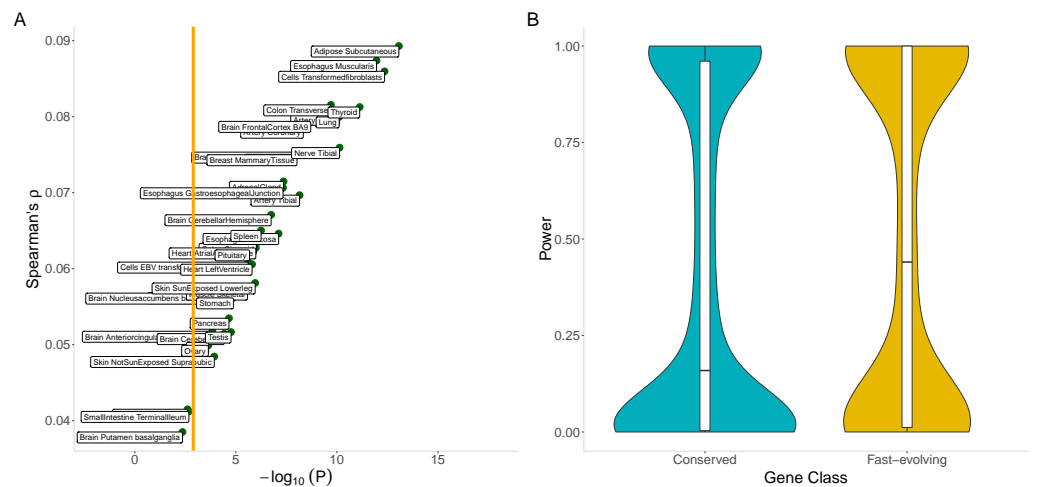 A
B
0.09
0.08
0.07
0.06
0.05
0.04
Spearman's ρ
Adipose Subcutaneous
Esophagus Muscularis
Cells Transformedfibroblasts
Colon Transverse
Thyroid
Lung
Brain FrontalCortex BA9
Artery Coronary
Nerve Tibial
Breast MammaryTissue
AdrenalGland
Esophagus GastroesophagealJunction
Artery Tibial
Brain CerebellarHemisphere
Spleen
Pituitary
Heart LeftVentricle
Skin SunExposed Lowerleg
Stomach
Pancreas
Testis
Ovary
Skin NotSunExposed Suprapubic
SmallIntestine TerminalIleum
Brain Putamen basalganglia
0
5
10
15
−log10 (P)
1.00
0.75
0.50
0.25
0.00
Power
Conserved
Fast−evolving
Gene Class